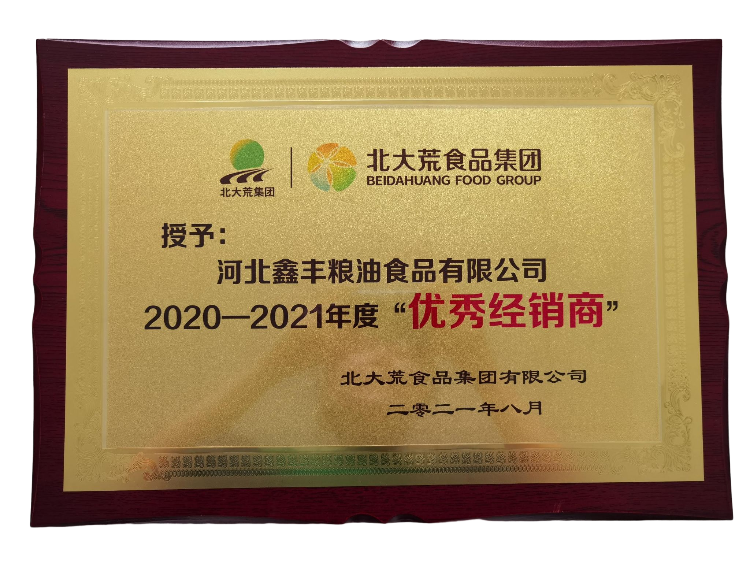 北大荒集团
北大荒食品集团
BEIDAHUANG FOOD GROUP
授予：
河北鑫丰粮油食品有限公司
2020—2021年度“优秀经销商”
北大荒食品集团有限公司
二零二一年八月